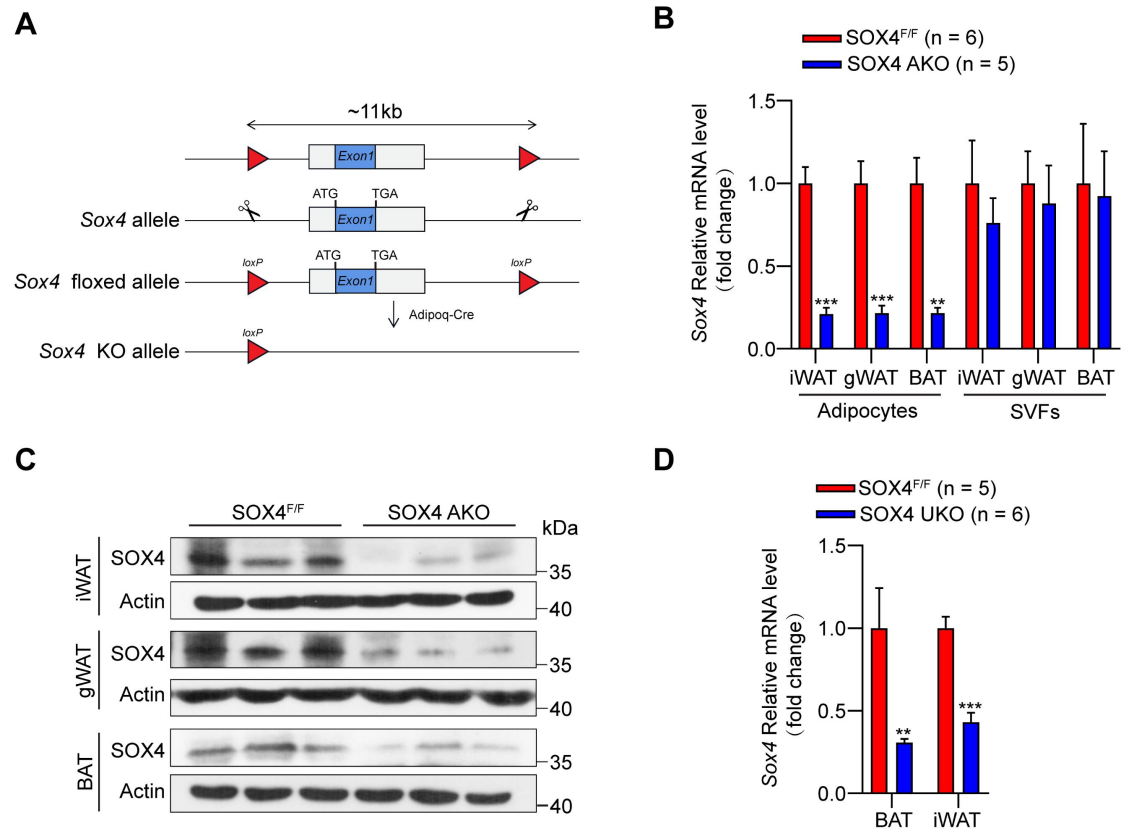 A
~11kb
Exon1
ATG TGA
Sox4 allele
Exon1
loxP ATG TGA loxP
Sox4 floxed allele
Exon1
Adipoq-Cre
loxP
Sox4 KO allele
B
SOX4F/F (n = 6)
SOX4 AKO (n = 5)
Sox4 Relative mRNA level
(fold change)
1.5
1.0
0.5
0.0
*** *** **
iWAT gWAT BAT iWAT gWAT BAT
Adipocytes SVFs
C
SOX4F/F SOX4 AKO kDa
iWAT
SOX4 35
Actin 40
gWAT
SOX4 35
Actin 40
BAT
SOX4 35
Actin 40
D
SOX4F/F (n = 5)
SOX4 UKO (n = 6)
Sox4 Relative mRNA level
(fold change)
1.5
1.0
0.5
0.0
** ***
BAT iWAT